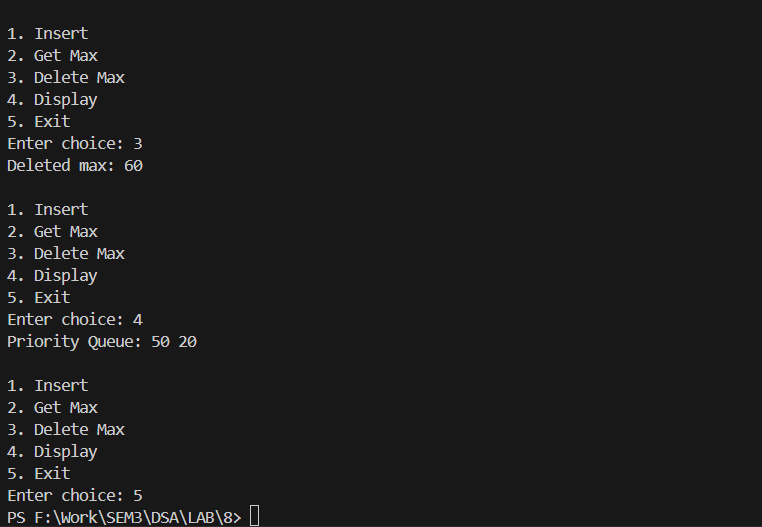 1. Insert
2. Get Max
3. Delete Max
4. Display
5. Exit
Enter choice: 3
Deleted max: 60
1. Insert
2. Get Max
3. Delete Max
4. Display
5. Exit
Enter choice: 4
Priority Queue: 50 20
1. Insert
2. Get Max
3. Delete Max
4. Display
5. Exit
Enter choice: 5
PS F:\Work\SEM3\DSA\LAB\8>